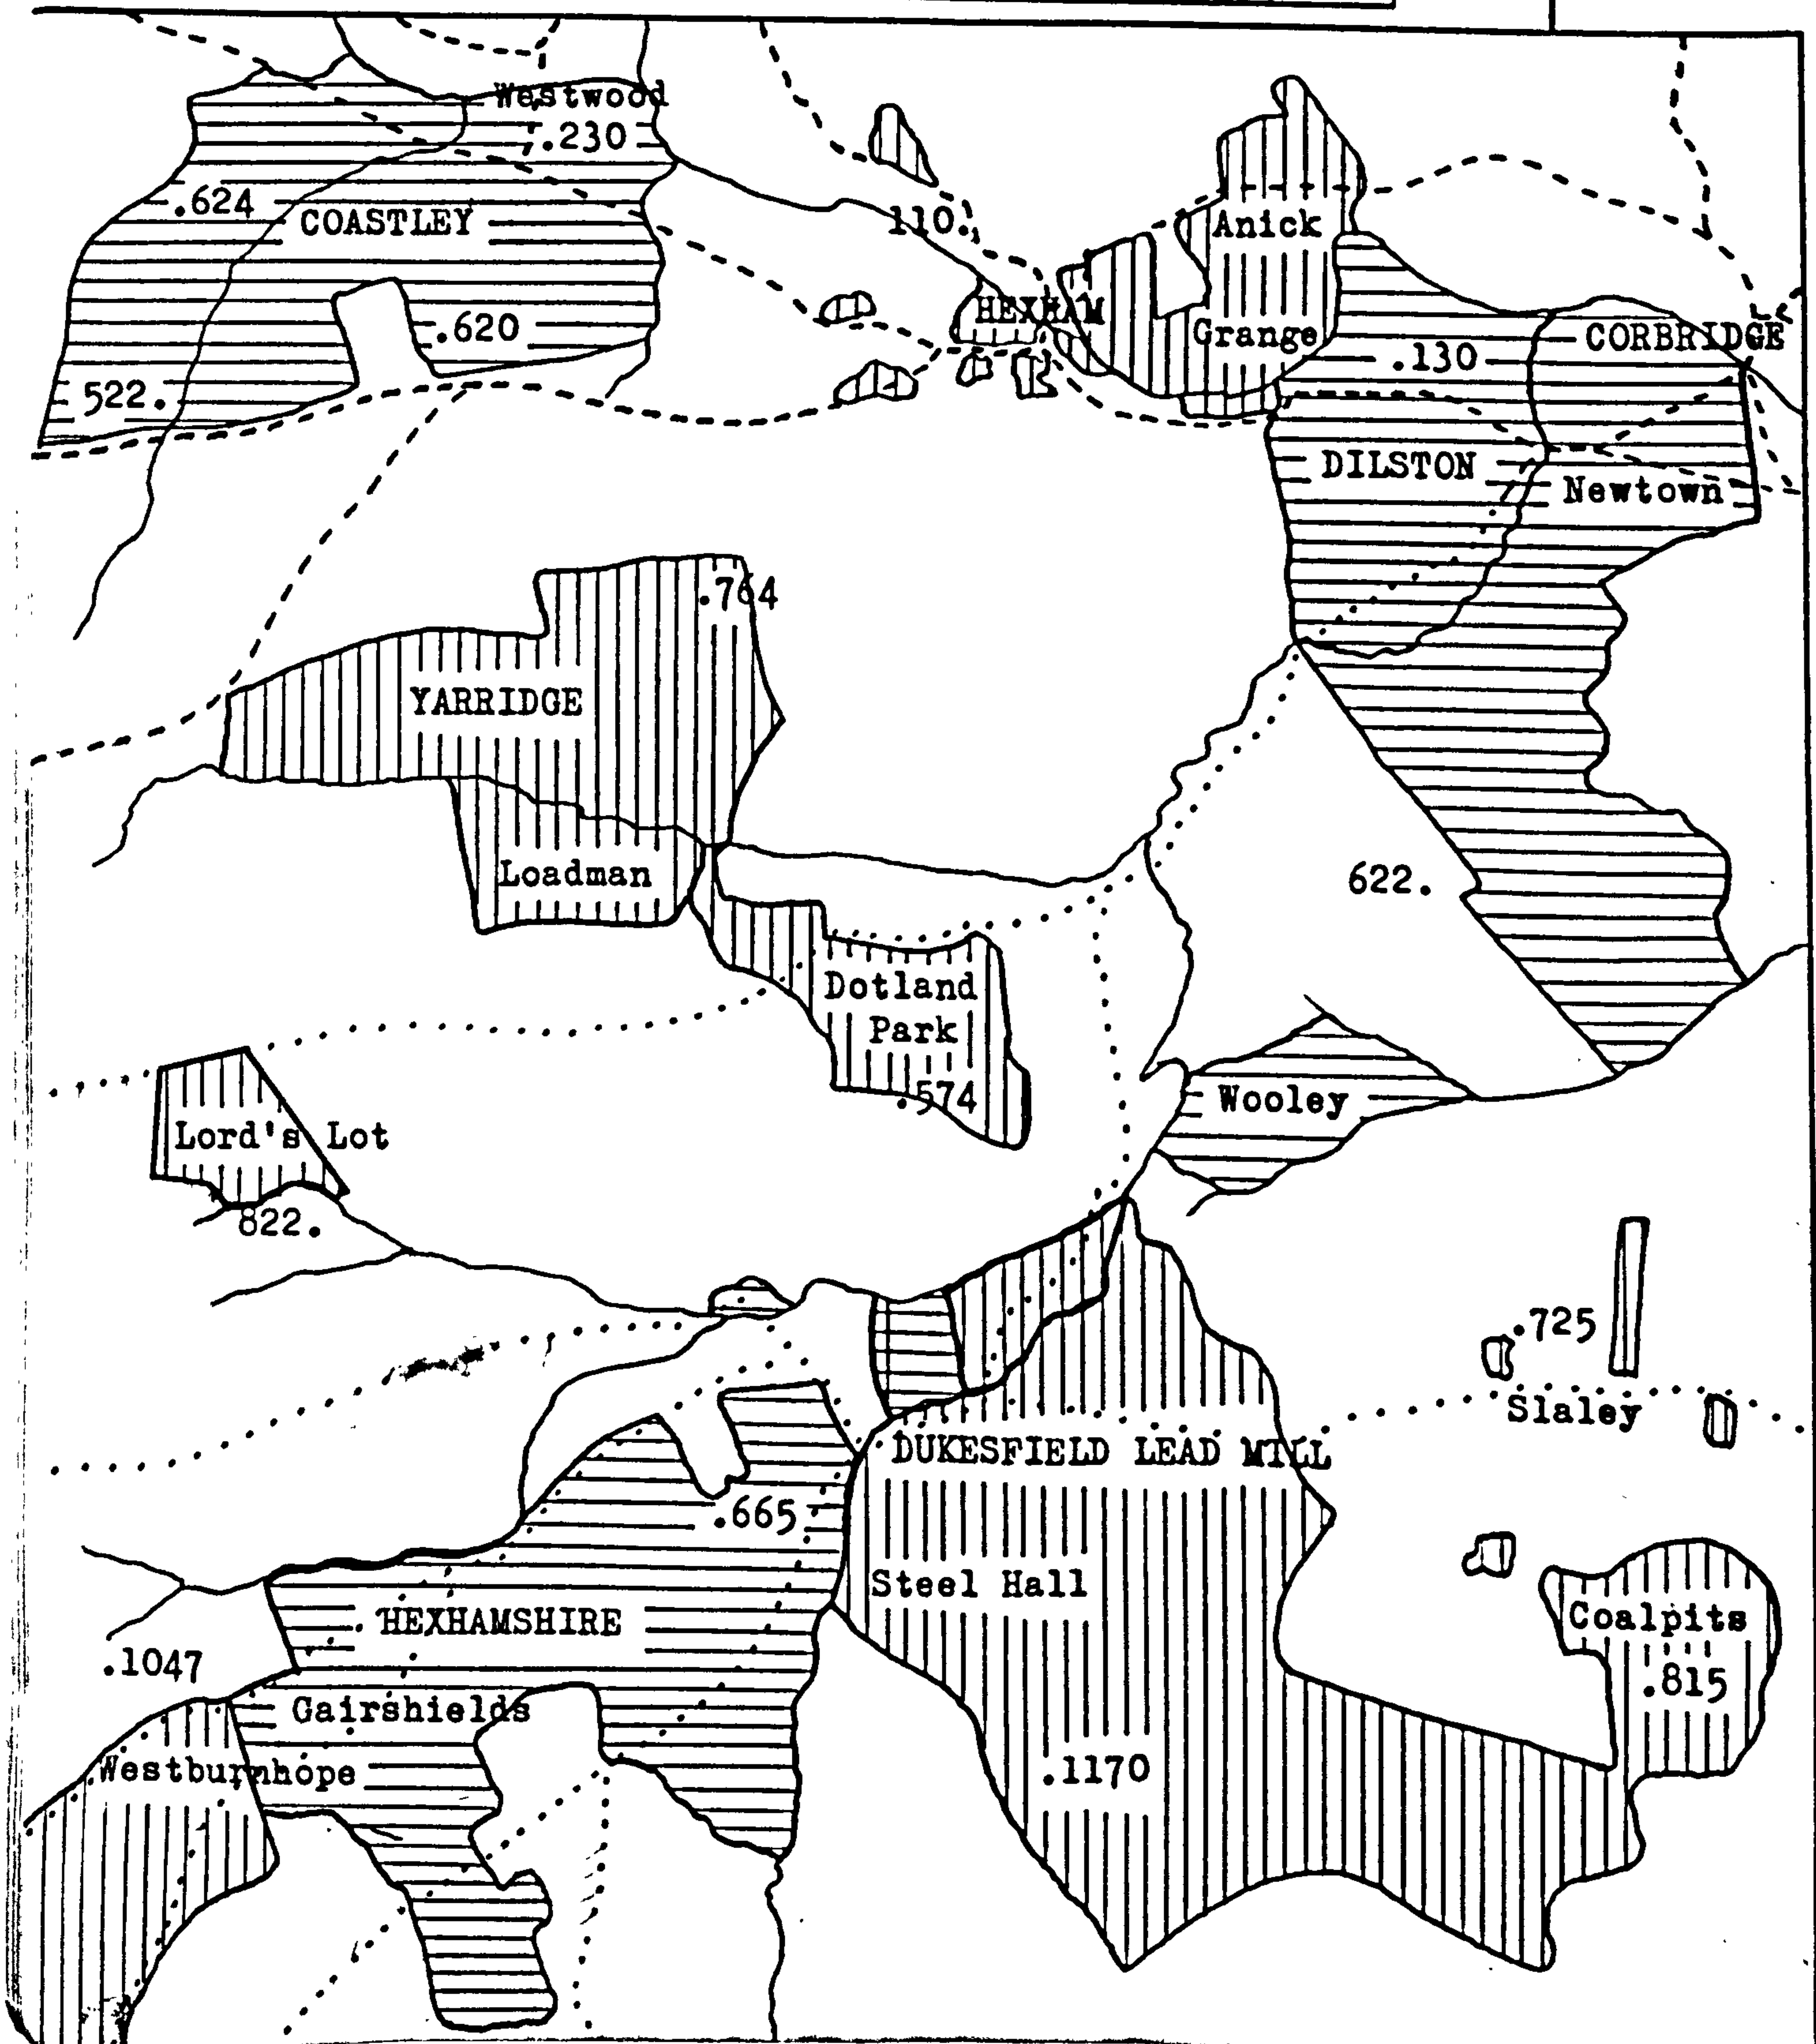 Westwood
.230
.624
COASTLEY
110.
Anick
HEXHAM
Grange
.620
CORBRIDGE
.130
522.
DILSTON
Newtown
.764
YARRIDGE
Loadman
622.
Dotland
Park
.574
Wooley
Lord's Lot
822.
.725
Slaley
DUKESFIELD LEAD MILL
.665
Steel Hall
HEXHAMSHIRE
Coalpits
.1047
.815
Gairshields
Westburnhope
.1170